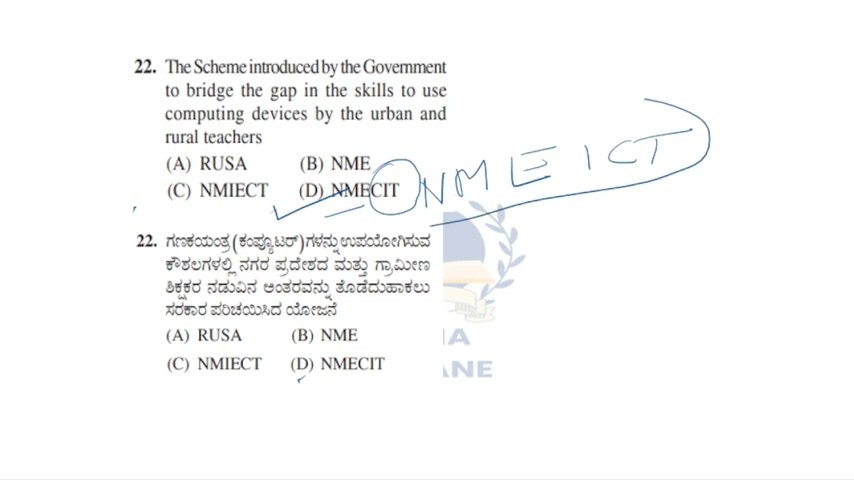 22. The Scheme introduced by the Government
to bridge the gap in the skills to use
computing devices by the urban and
rural teachers
(A) RUSA (B) NME
(C) NMIECT (D) NMECIT
NMEICT
22. ಗಣಕಯಂತ್ರ(ಕಂಪ್ಯೂಟರ್)ಗಳನ್ನು ಉಪಯೋಗಿಸುವ
ಕೌಶಲಗಳಲ್ಲಿ ನಗರ ಪ್ರದೇಶದ ಮತ್ತು ಗ್ರಾಮೀಣ
ಶಿಕ್ಷಕರ ನಡುವಿನ ಅಂತರವನ್ನು ತೊಡೆದುಹಾಕಲು
ಸರಕಾರ ಪರಿಚಯಿಸಿದ ಯೋಜನೆ
(A) RUSA (B) NME
(C) NMIECT (D) NMECIT